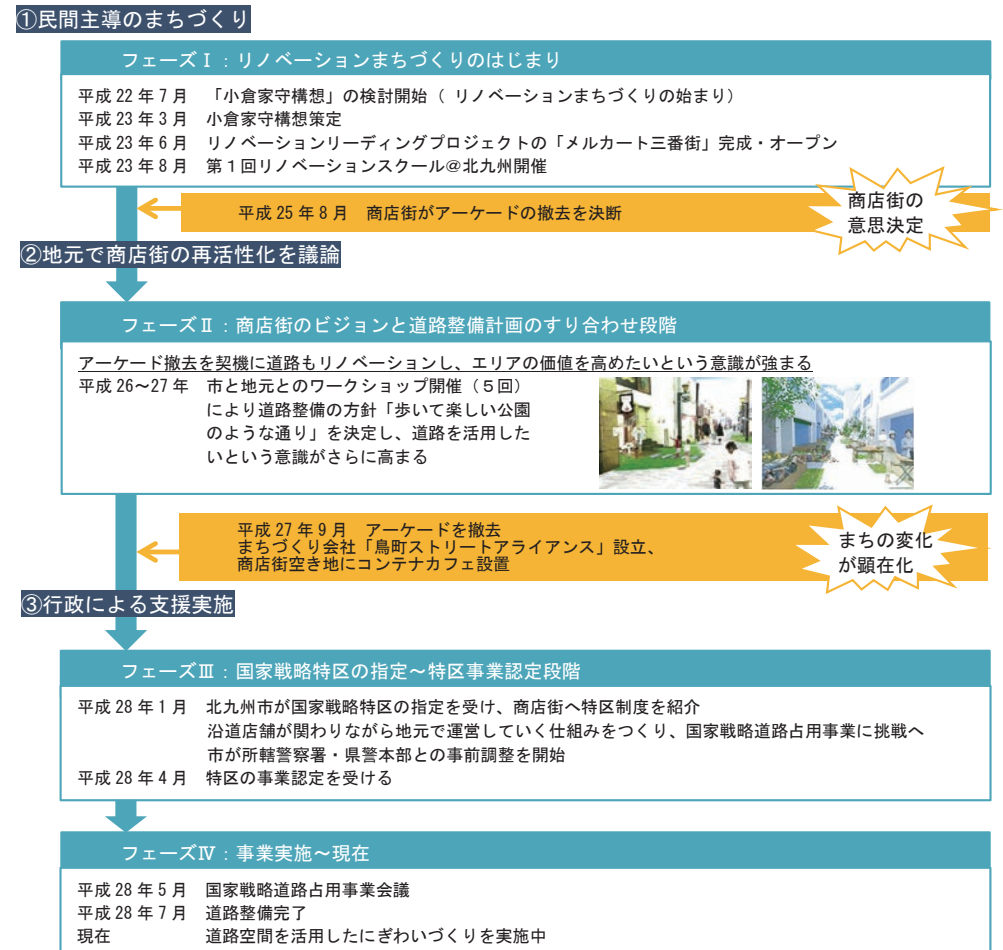 ①民間主導のまちづくり
フェーズⅠ：リノベーションまちづくりのはじまり
平成22年7月　「小倉家守構想」の検討開始（ リノベーションまちづくりの始まり）
平成23年3月　小倉家守構想策定
平成23年6月　リノベーションリーディングプロジェクトの「メルカート三番街」完成・オープン
平成23年8月　第１回リノベーションスクール＠北九州開催
平成25年8月　商店街がアーケードの撤去を決断
商店街の
意思決定
②地元で商店街の再活性化を議論
フェーズⅡ：商店街のビジョンと道路整備計画のすり合わせ段階
アーケード撤去を契機に道路もリノベーションし、エリアの価値を高めたいという意識が強まる
平成26～27年　市と地元とのワークショップ開催（５回）
により道路整備の方針「歩いて楽しい公園
のような通り」を決定し、道路を活用した
いという意識がさらに高まる
平成27年9月　アーケードを撤去
まちづくり会社「鳥町ストリートアライアンス」設立、
商店街空き地にコンテナカフェ設置
まちの変化
が顕在化
③行政による支援実施
フェーズⅢ：国家戦略特区の指定～特区事業認定段階
平成28年1月　北九州市が国家戦略特区の指定を受け、商店街へ特区制度を紹介
沿道店舗が関わりながら地元で運営していく仕組みをつくり、国家戦略道路占用事業に挑戦へ
市が所轄警察署・県警本部との事前調整を開始
平成28年4月　特区の事業認定を受ける
フェーズⅣ：事業実施～現在
平成28年5月　国家戦略道路占用事業会議
平成28年7月　道路整備完了
現在　道路空間を活用したにぎわいづくりを実施中